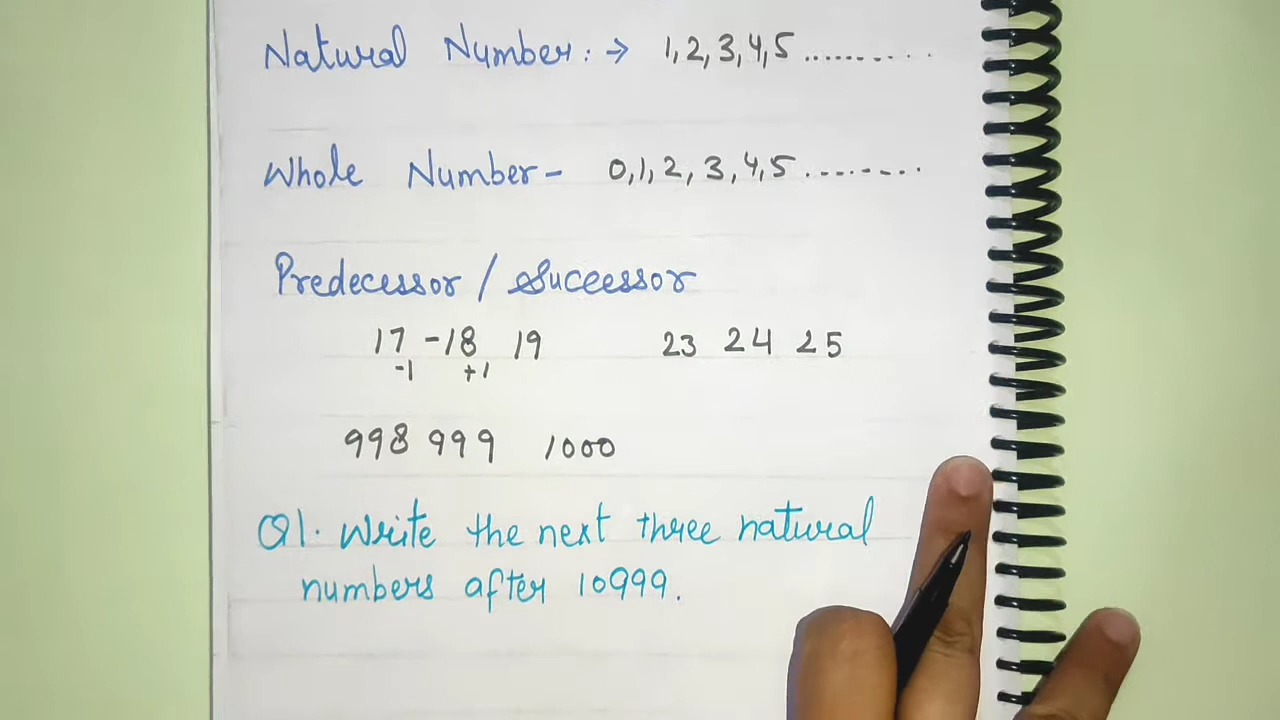 Natural Number :→ 1,2,3,4,5..........
Whole Number - 0,1,2,3,4,5........
Predecessor / Suceessor
17 -18 19 23 24 25
-1 +1
998 999 1000
Q1. Write the next three natural
numbers after 10999.